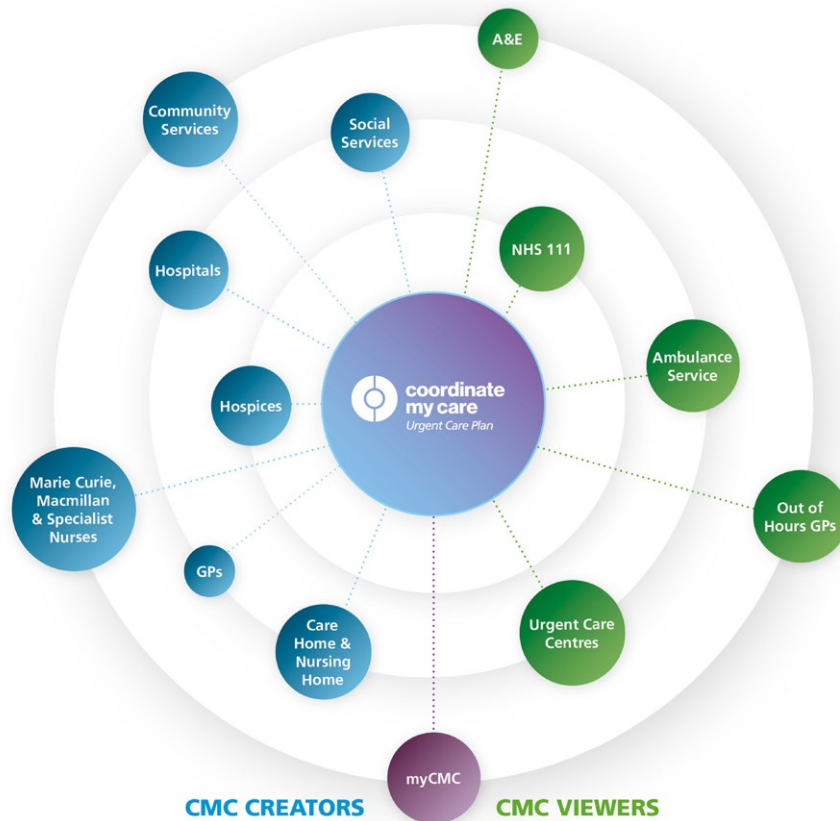 A&E
Community
Services
Social
Services
NHS 111
Hospitals
Ambulance
Service
coordinate
my care
Urgent Care Plan
Hospices
Marie Curie,
Macmillan
& Specialist
Nurses
Out of
Hours GPs
GPs
Care
Home &
Nursing
Home
Urgent Care
Centres
myCMC
CMC CREATORS
CMC VIEWERS